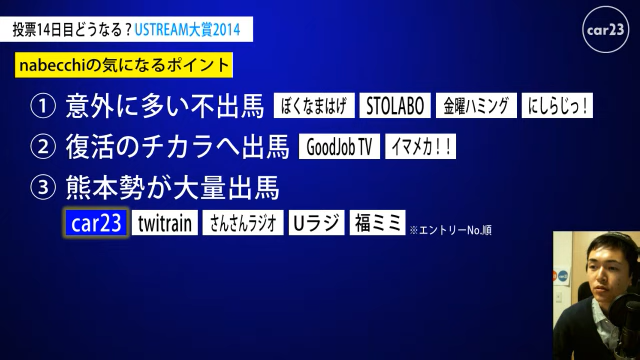 投票14日目どうなる？USTREAM大賞2014
car23
nabecchiの気になるポイント
① 意外に多い不出馬 ぼくなまはげ STOLABO 金曜ハミング にしらじっ！
② 復活のチカラへ出馬 GoodJob TV イマメカ！！
③ 熊本勢が大量出馬
car23 twitrain さんさんラジオ Uラジ 福ミミ ※エントリーNo.順